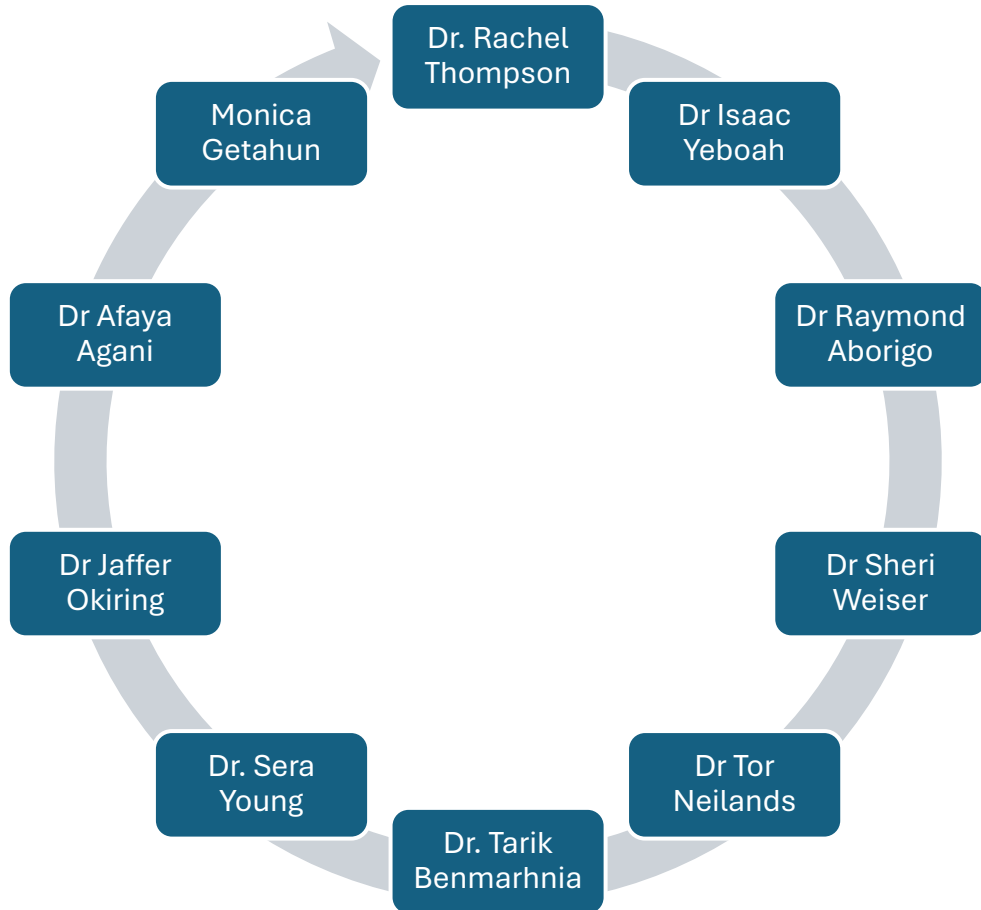 Dr. Rachel
Thompson
Dr Isaac
Yeboah
Dr Raymond
Aborigo
Dr Sheri
Weiser
Dr Tor
Neilands
Dr. Tarik
Benmarhnia
Dr. Sera
Young
Dr Jaffer
Okiring
Dr Afaya
Agani
Monica
Getahun